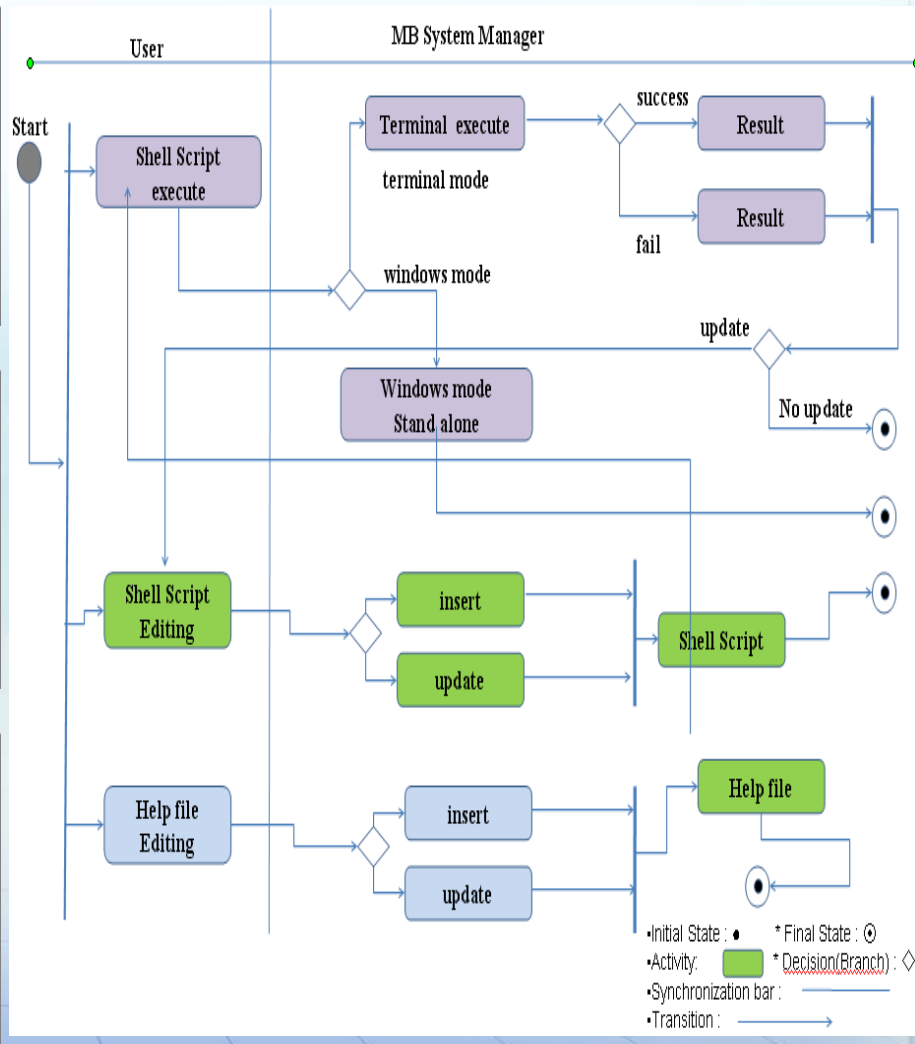 User
MB System Manager
Start
Shell Script
execute
Terminal execute
terminal mode
success
Result
fail
Result
windows mode
update
Windows mode
Stand alone
No update
Shell Script
Editing
insert
update
Shell Script
Help file
Editing
insert
update
Help file
▪Initial State : ● * Final State : ⊙
▪Activity: * Decision(Branch) : ◇
▪Synchronization bar :
▪Transition :